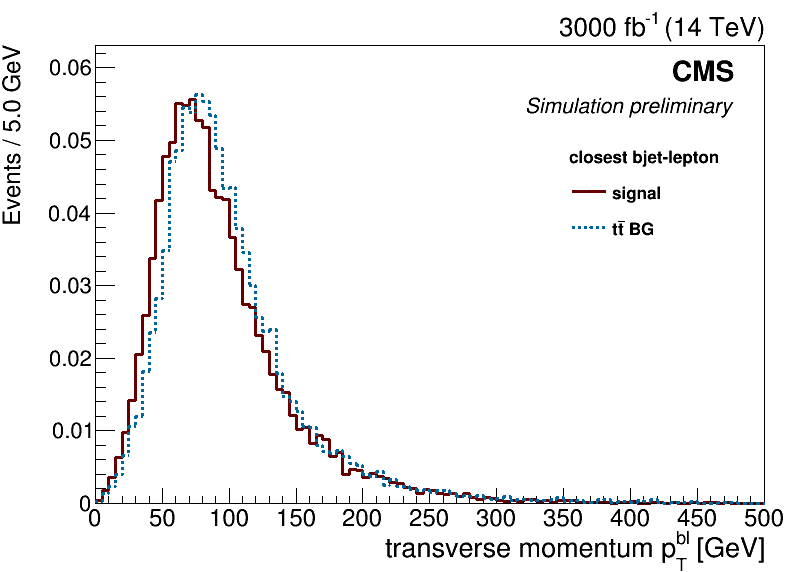 3000 fb-1 (14 TeV)
CMS
Simulation preliminary
closest bjet-lepton
signal
tt̄ BG
Events / 5.0 GeV
0.06
0.05
0.04
0.03
0.02
0.01
0
0 50 100 150 200 250 300 350 400 450 500
transverse momentum p_T^bl [GeV]